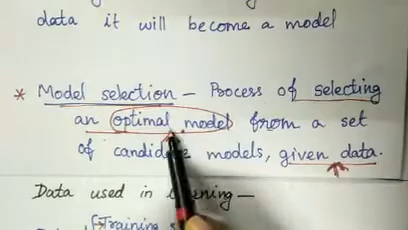 data it will become a model
* Model selection – Process of selecting
an optimal model from a set
of candidate models, given data.
Data used in learning –
Training